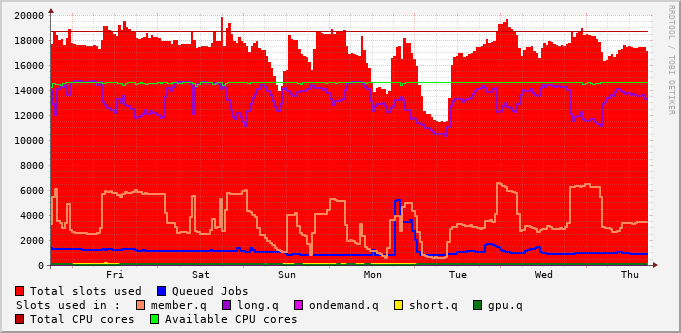 20000
18000
16000
14000
12000
10000
8000
6000
4000
2000
0
Fri Sat Sun Mon Tue Wed Thu
Total slots used Queued Jobs
Slots used in : member.q long.q ondemand.q short.q gpu.q
Total CPU cores Available CPU cores
RRDTOOL / TOBI OETIKER